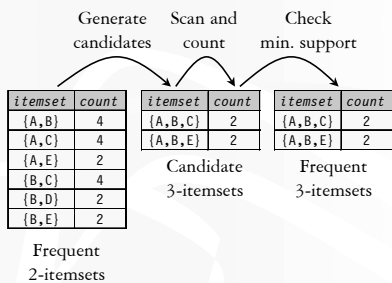 Generate candidates
Scan and count
Check min. support
itemset count
{A,B} 4
{A,C} 4
{A,E} 2
{B,C} 4
{B,D} 2
{B,E} 2
Frequent
2-itemsets
itemset count
{A,B,C} 2
{A,B,E} 2
Candidate
3-itemsets
itemset count
{A,B,C} 2
{A,B,E} 2
Frequent
3-itemsets